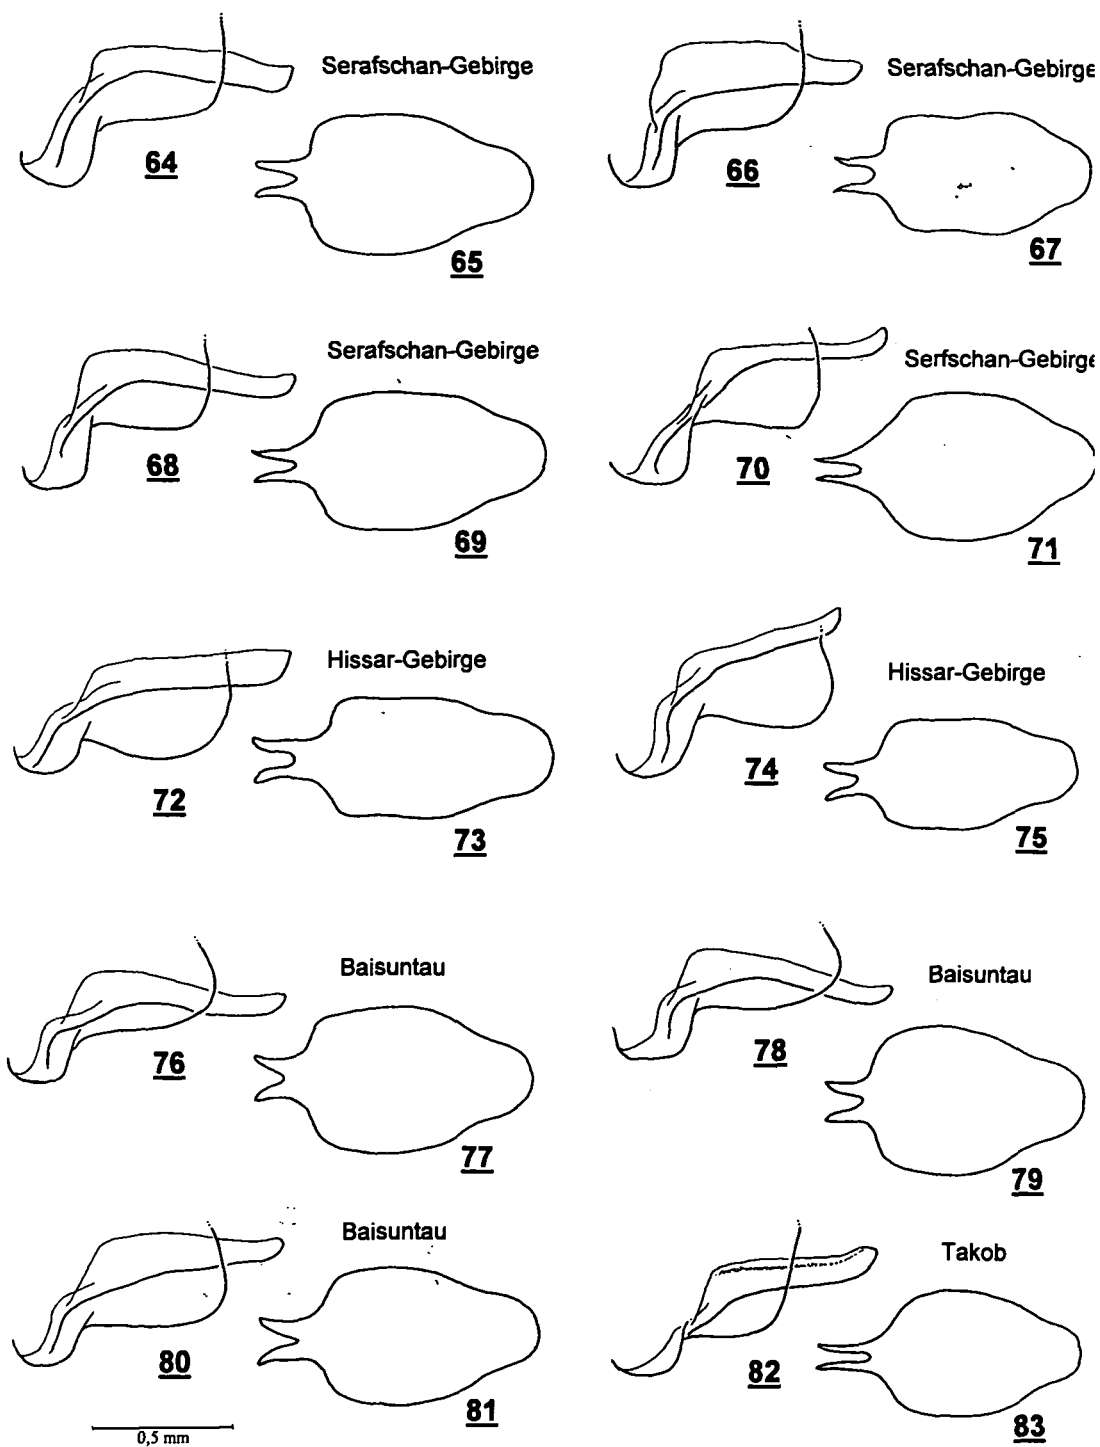 Serafschan-Gebirge
64
65
Serafschan-Gebirge
66
67
Serafschan-Gebirge
68
69
Serfschan-Gebirge
70
71
Hissar-Gebirge
72
73
Hissar-Gebirge
74
75
Baisuntau
76
77
Baisuntau
78
79
Baisuntau
80
81
Takob
82
83
0,5 mm